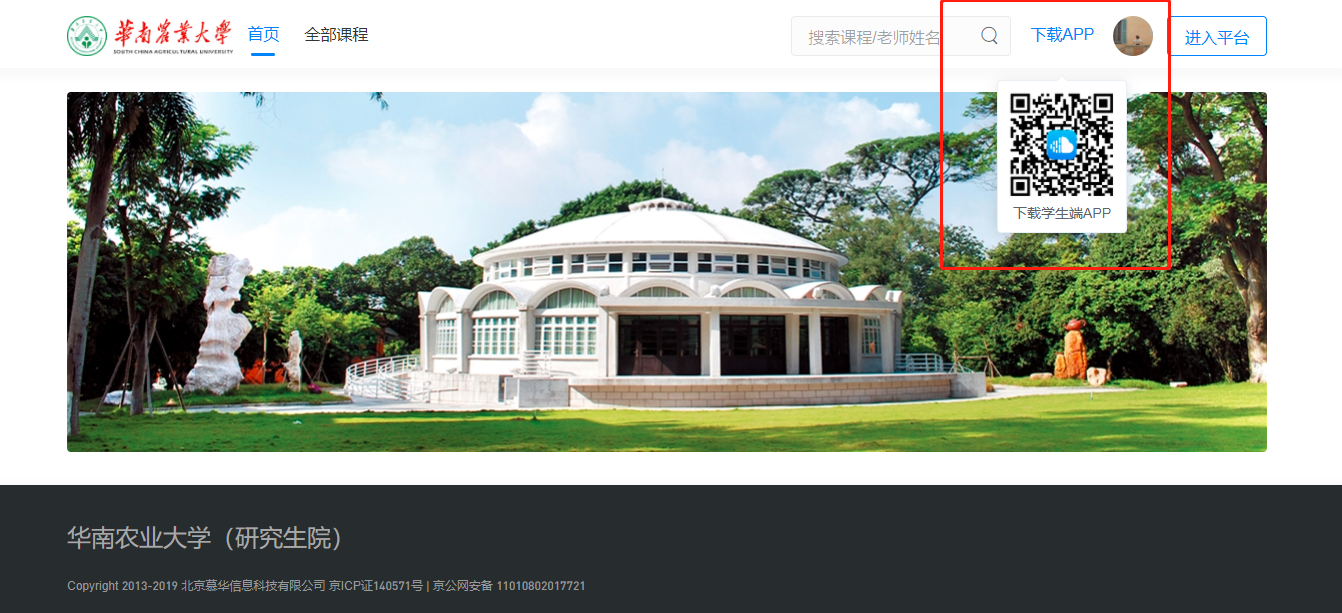 華南農業大學
SOUTH CHINA AGRICULTURAL UNIVERSITY
首页
全部课程
搜索课程/老师姓名
下载APP
进入平台
下载学生端APP
华南农业大学（研究生院）
Copyright 2013-2019 北京慕华信息科技有限公司 京ICP证140571号 | 京公网安备 11010802017721